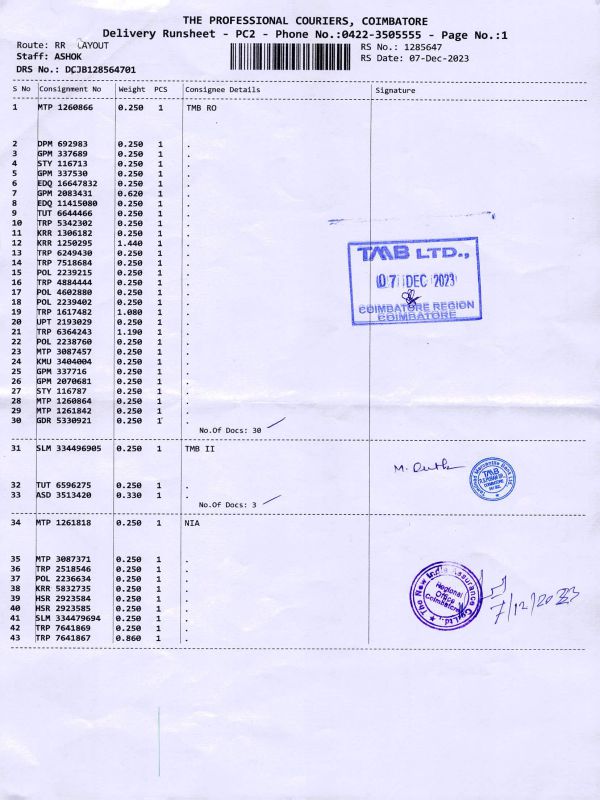 THE PROFESSIONAL COURIERS, COIMBATORE
Delivery Runsheet - PC2 - Phone No.:0422-3505555 - Page No.:1
Route: RR LAYOUT
RS No.: 1285647
Staff: ASHOK
RS Date: 07-Dec-2023
DRS No.: DCJB128564701
S No Consignment No Weight PCS Consignee Details Signature
1 MTP 1260866 0.250 1 TMB RO
2 DPM 692983 0.250 1 .
3 GPM 337689 0.250 1 .
4 STY 116713 0.250 1 .
5 GPM 337530 0.250 1 .
6 EDQ 16647832 0.250 1 .
7 GPM 2083431 0.620 1 .
8 EDQ 11415080 0.250 1 .
9 TUT 6644466 0.250 1 .
10 TRP 5342302 0.250 1 .
11 KRR 1306182 0.250 1 .
12 KRR 1250295 1.440 1 .
13 TRP 6249430 0.250 1 .
14 TRP 7518684 0.250 1 .
15 POL 2239215 0.250 1 .
16 TRP 4884444 0.250 1 .
17 POL 4602880 0.250 1 .
18 POL 2239402 0.250 1 .
19 TRP 1617482 1.080 1 .
20 UPT 2193029 0.250 1 .
21 TRP 6364243 1.190 1 .
22 POL 2238760 0.250 1 .
23 MTP 3087457 0.250 1 .
24 KMU 3404004 0.250 1 .
25 GPM 337716 0.250 1 .
26 GPM 2070681 0.250 1 .
27 STY 116787 0.250 1 .
28 MTP 1260864 0.250 1 .
29 MTP 1261842 0.250 1 .
30 GDR 5330921 0.250 1 .
No.Of Docs: 30
TMB LTD.,
07 DEC 2023
COIMBATORE REGION
COIMBATORE
31 SLM 334496905 0.250 1 TMB II
32 TUT 6596275 0.250 1 .
33 ASD 3513420 0.330 1 .
No.Of Docs: 3
Tamilnad Mercantile Bank Ltd.
TMB
COIMBATORE
34 MTP 1261818 0.250 1 NIA
35 MTP 3087371 0.250 1 .
36 TRP 2518546 0.250 1 .
37 POL 2236634 0.250 1 .
38 KRR 5832735 0.250 1 .
39 HSR 2923584 0.250 1 .
40 HSR 2923585 0.250 1 .
41 SLM 334479694 0.250 1 .
42 TRP 7641869 0.250 1 .
43 TRP 7641867 0.860 1 .
The New India Assurance Co. Ltd.,
Regional
Office
Coimbatore
7/12/2023